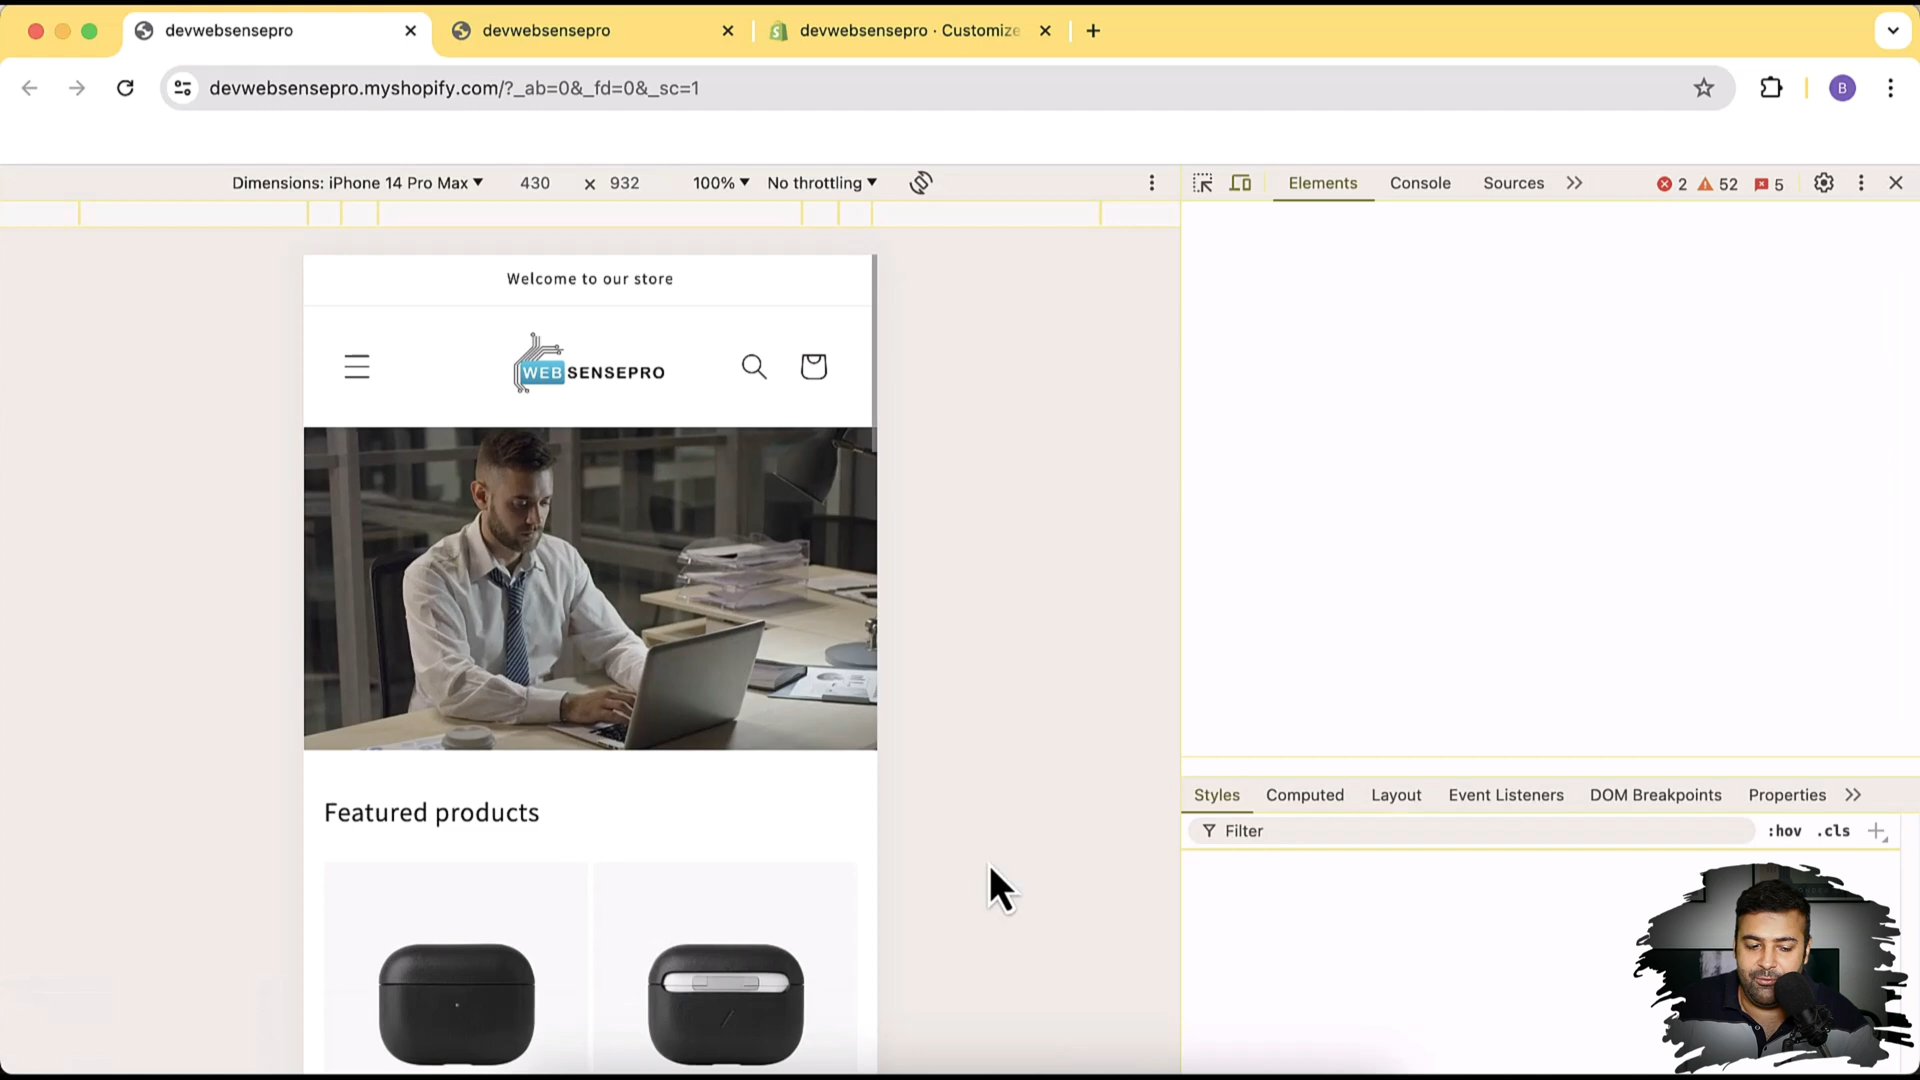 devwebsensepro
devwebsensepro
devwebsensepro · Customize
devwebsensepro.myshopify.com/?_ab=0&_fd=0&_sc=1
B
Dimensions: iPhone 14 Pro Max 430 x 932 100% No throttling
Elements Console Sources 2 52 5
Welcome to our store
WEBSENSEPRO
Featured products
Styles Computed Layout Event Listeners DOM Breakpoints Properties
Filter :hov .cls